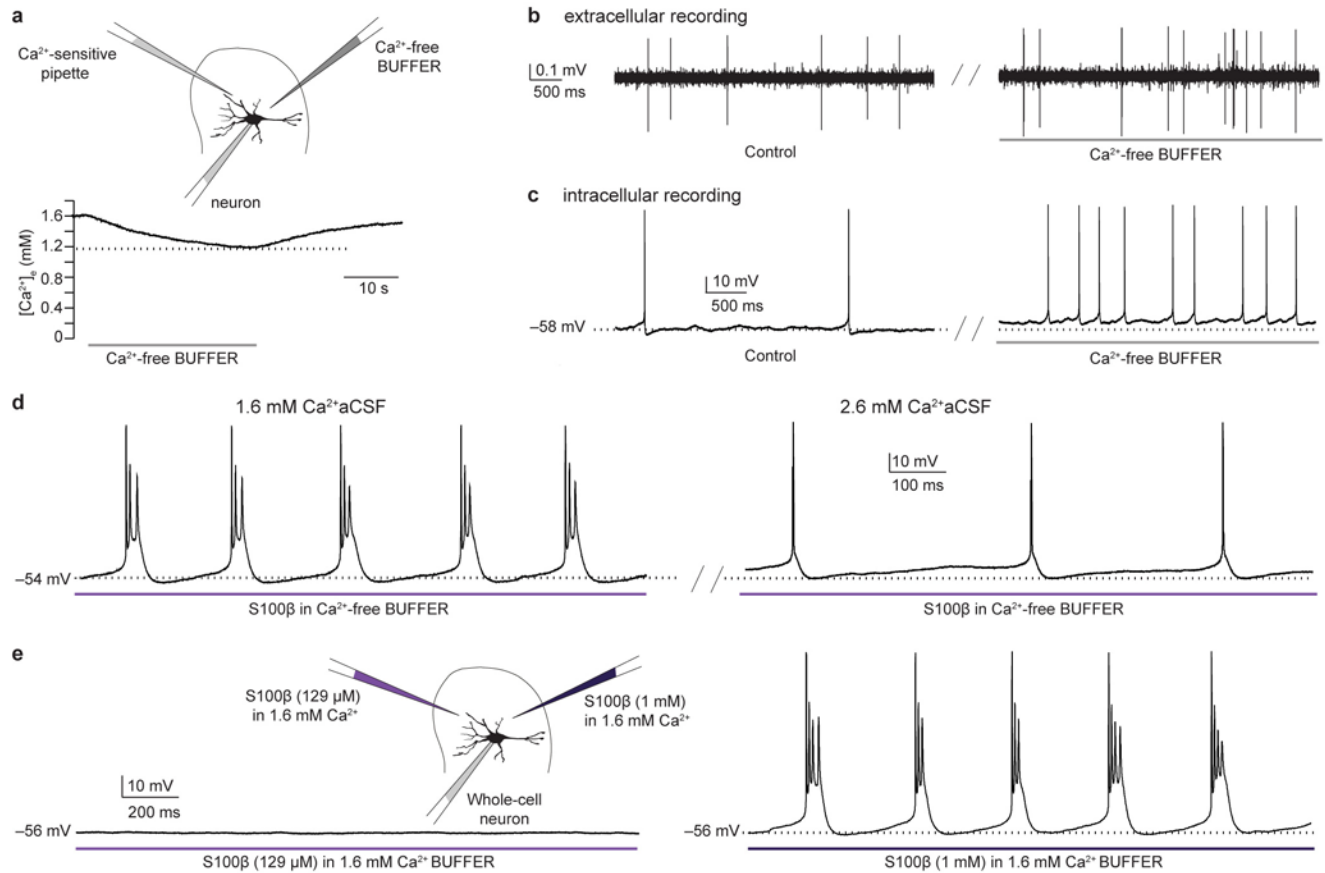 a
Ca²⁺-sensitive
pipette
Ca²⁺-free
BUFFER
neuron
[Ca²⁺]ₑ (mM)
1.6
1.2
0.8
0.4
0
10 s
Ca²⁺-free BUFFER
b extracellular recording
0.1 mV
500 ms
Control
Ca²⁺-free BUFFER
c intracellular recording
10 mV
500 ms
–58 mV
Control
Ca²⁺-free BUFFER
d
1.6 mM Ca²⁺aCSF
2.6 mM Ca²⁺aCSF
10 mV
100 ms
–54 mV
S100β in Ca²⁺-free BUFFER
S100β in Ca²⁺-free BUFFER
e
S100β (129 µM)
in 1.6 mM Ca²⁺
S100β (1 mM)
in 1.6 mM Ca²⁺
Whole-cell
neuron
10 mV
200 ms
–56 mV
S100β (129 µM) in 1.6 mM Ca²⁺ BUFFER
–56 mV
S100β (1 mM) in 1.6 mM Ca²⁺ BUFFER